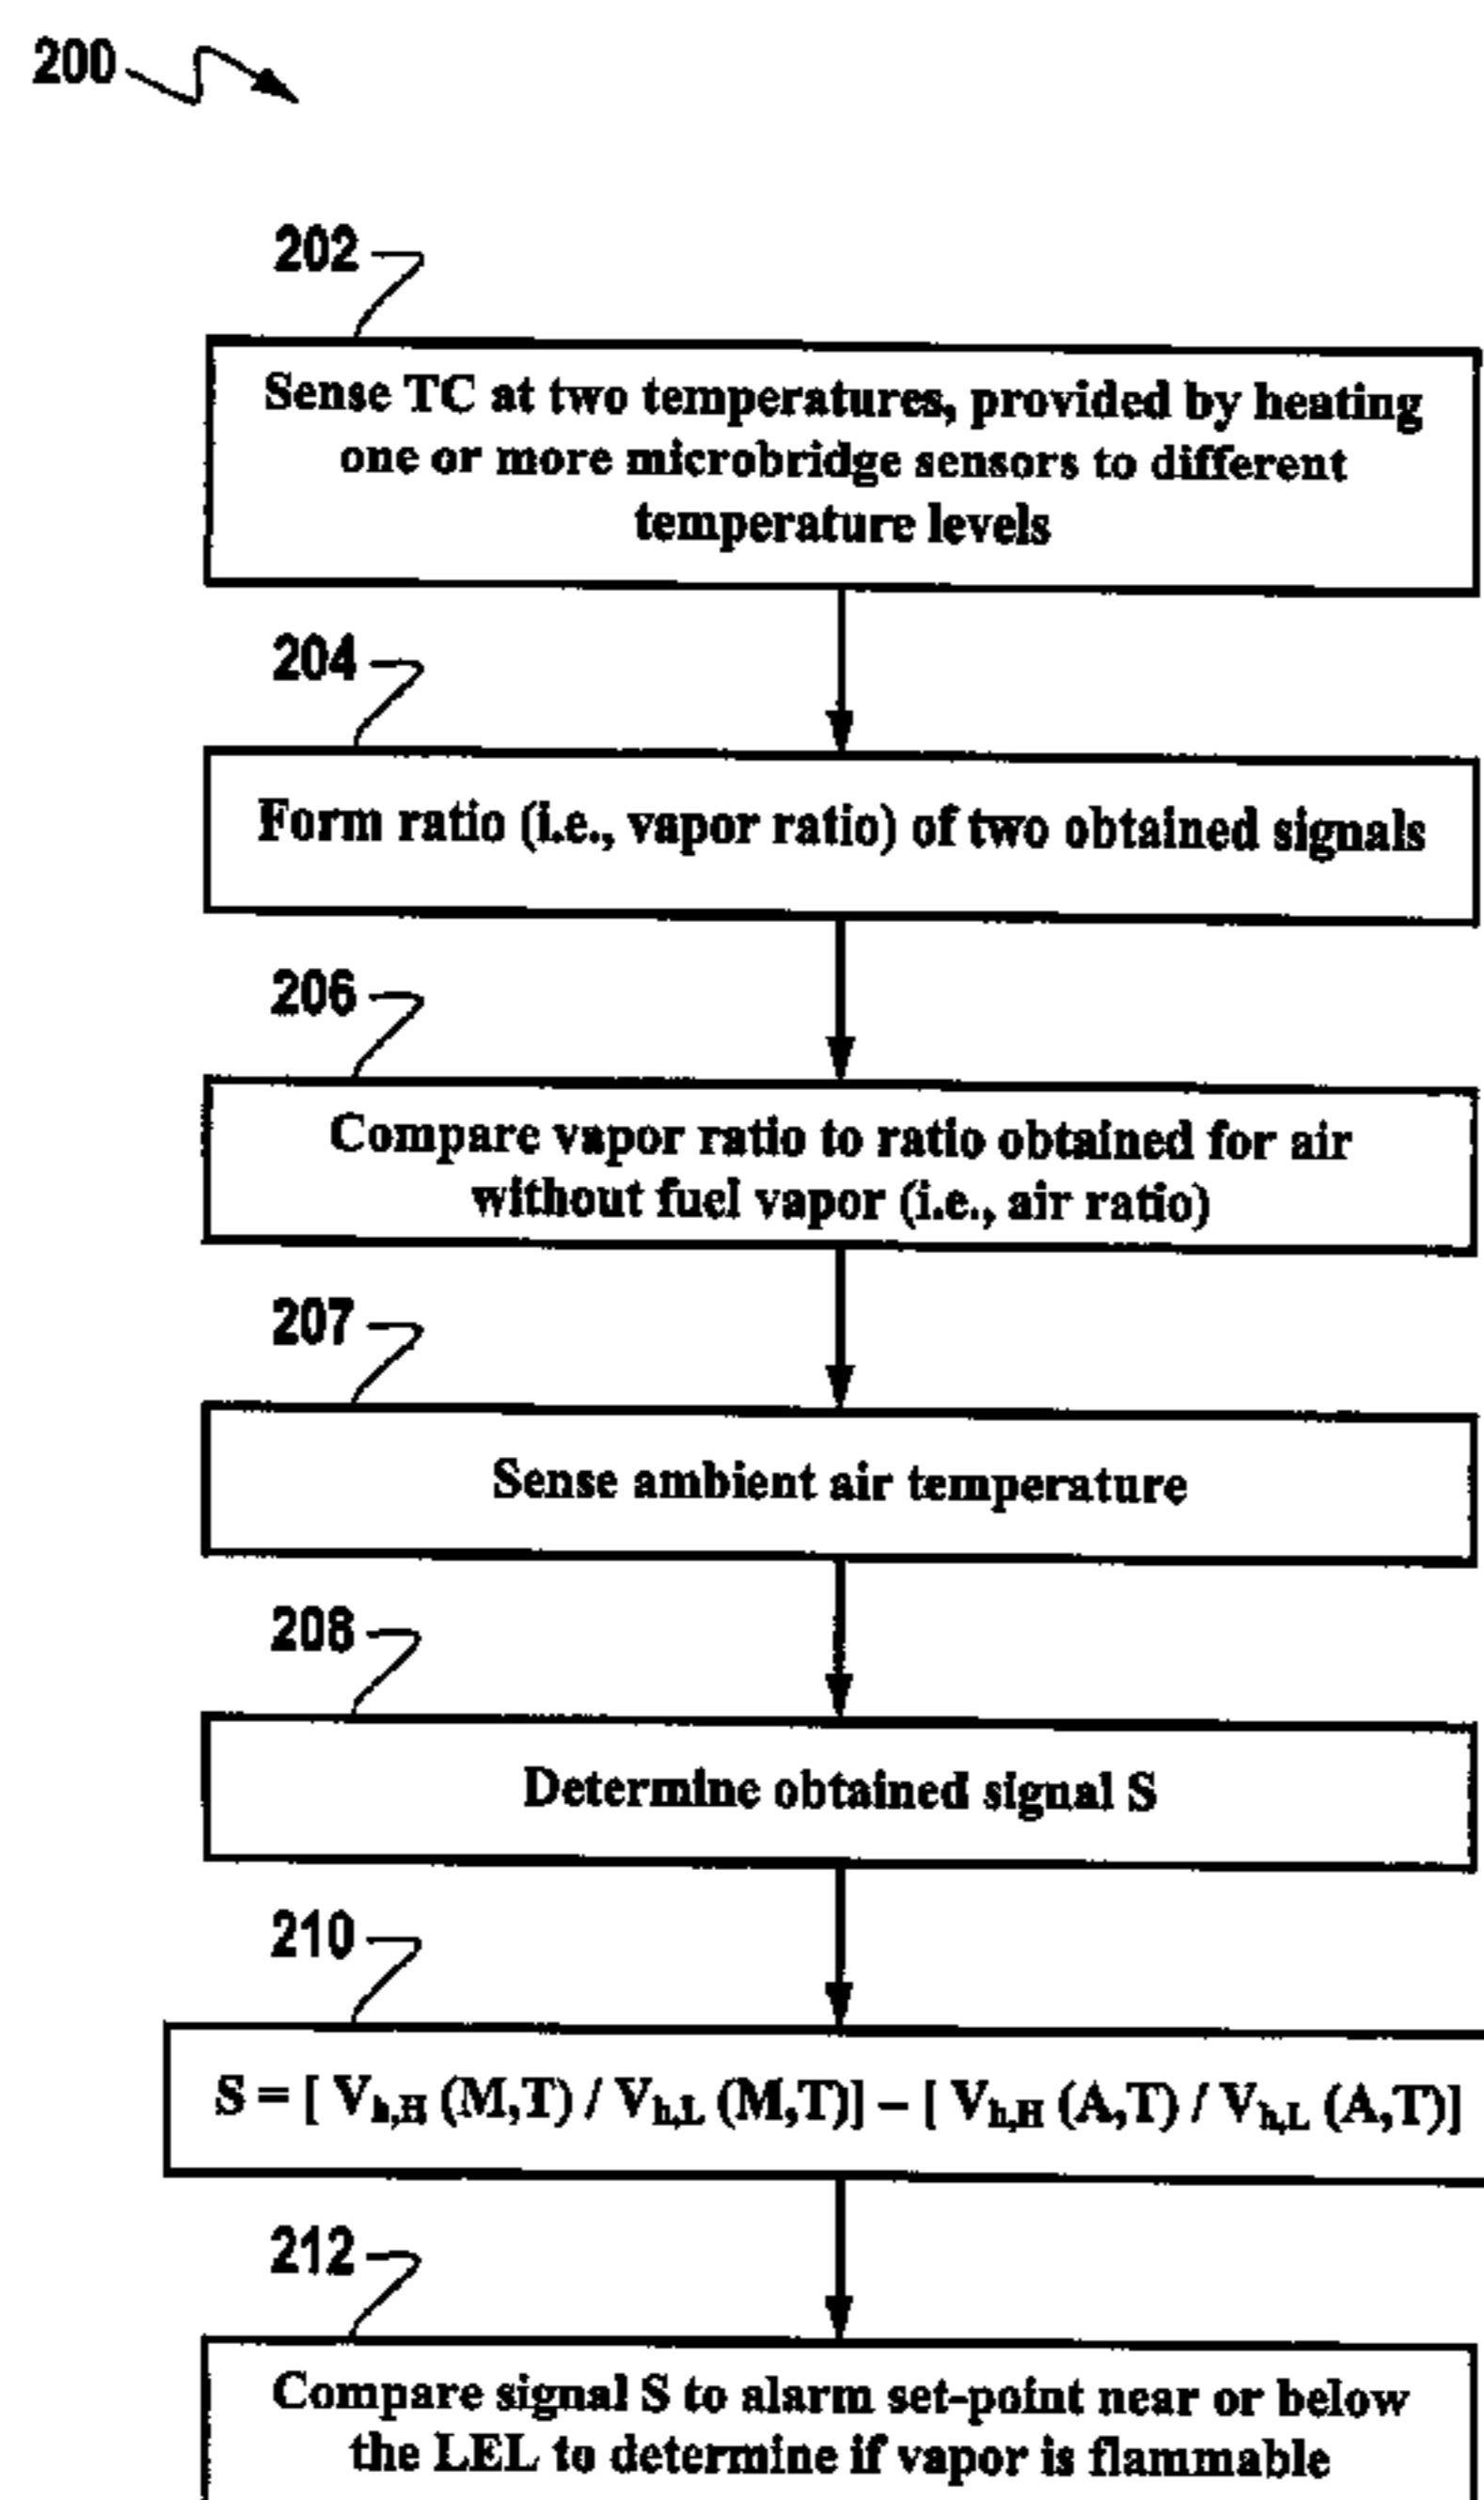 200
202
Sense TC at two temperatures, provided by heating
one or more microbridge sensors to different
temperature levels
204
Form ratio (i.e., vapor ratio) of two obtained signals
206
Compare vapor ratio to ratio obtained for air
without fuel vapor (i.e., air ratio)
207
Sense ambient air temperature
208
Determine obtained signal S
210
S = [ Vh,H (M,T) / Vh,L (M,T)] – [ Vh,H (A,T) / Vh,L (A,T)]
212
Compare signal S to alarm set-point near or below
the LEL to determine if vapor is flammable